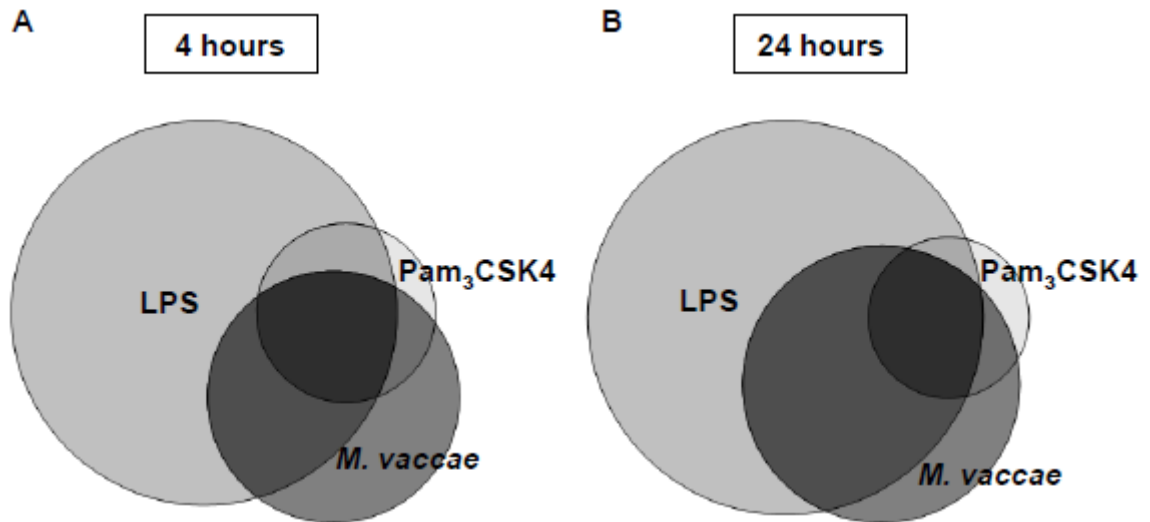 A
4 hours
LPS
Pam₃CSK4
M. vaccae
B
24 hours
LPS
Pam₃CSK4
M. vaccae